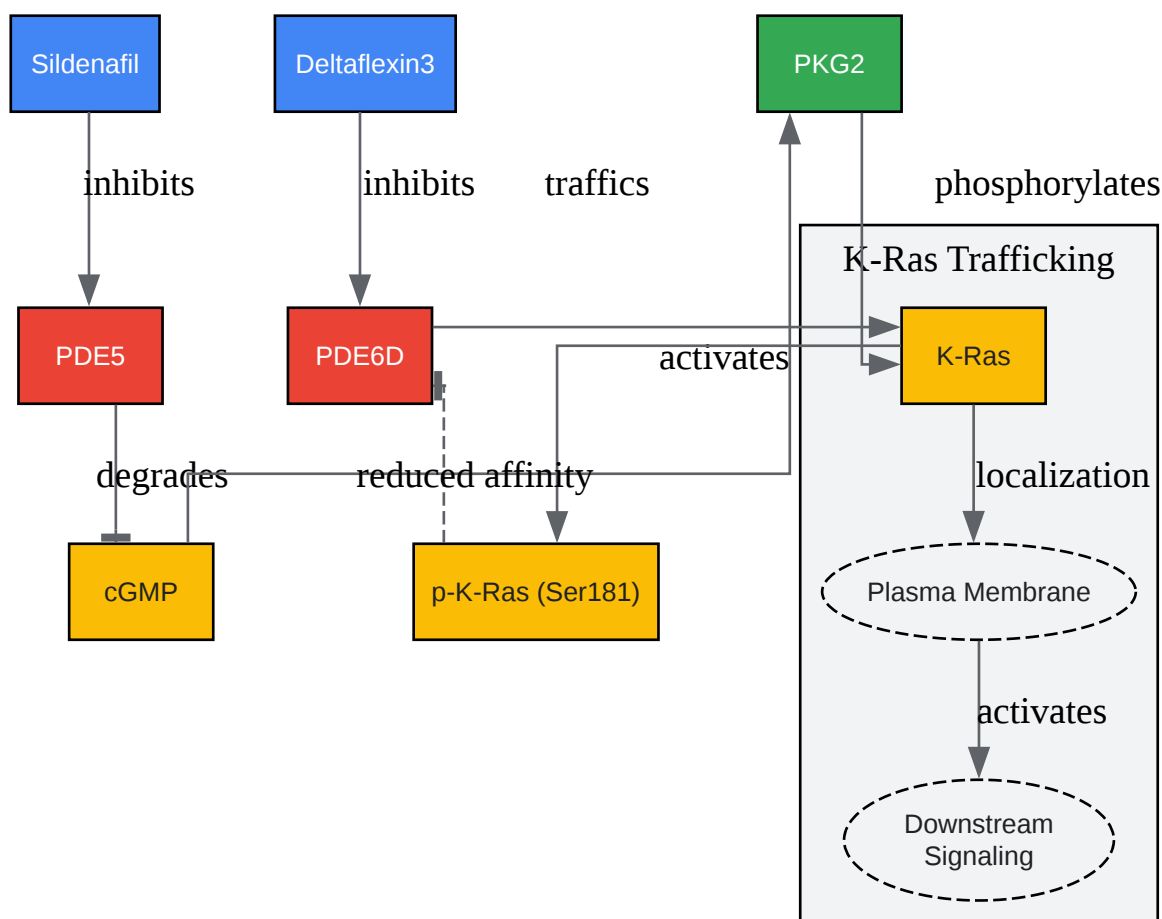 Sildenafil
Deltaflexin3
PKG2
inhibits
inhibits
traffics
phosphorylates
K-Ras Trafficking
PDE5
PDE6D
activates
K-Ras
degrades
reduced affinity
localization
cGMP
p-K-Ras (Ser181)
Plasma Membrane
activates
Downstream
Signaling